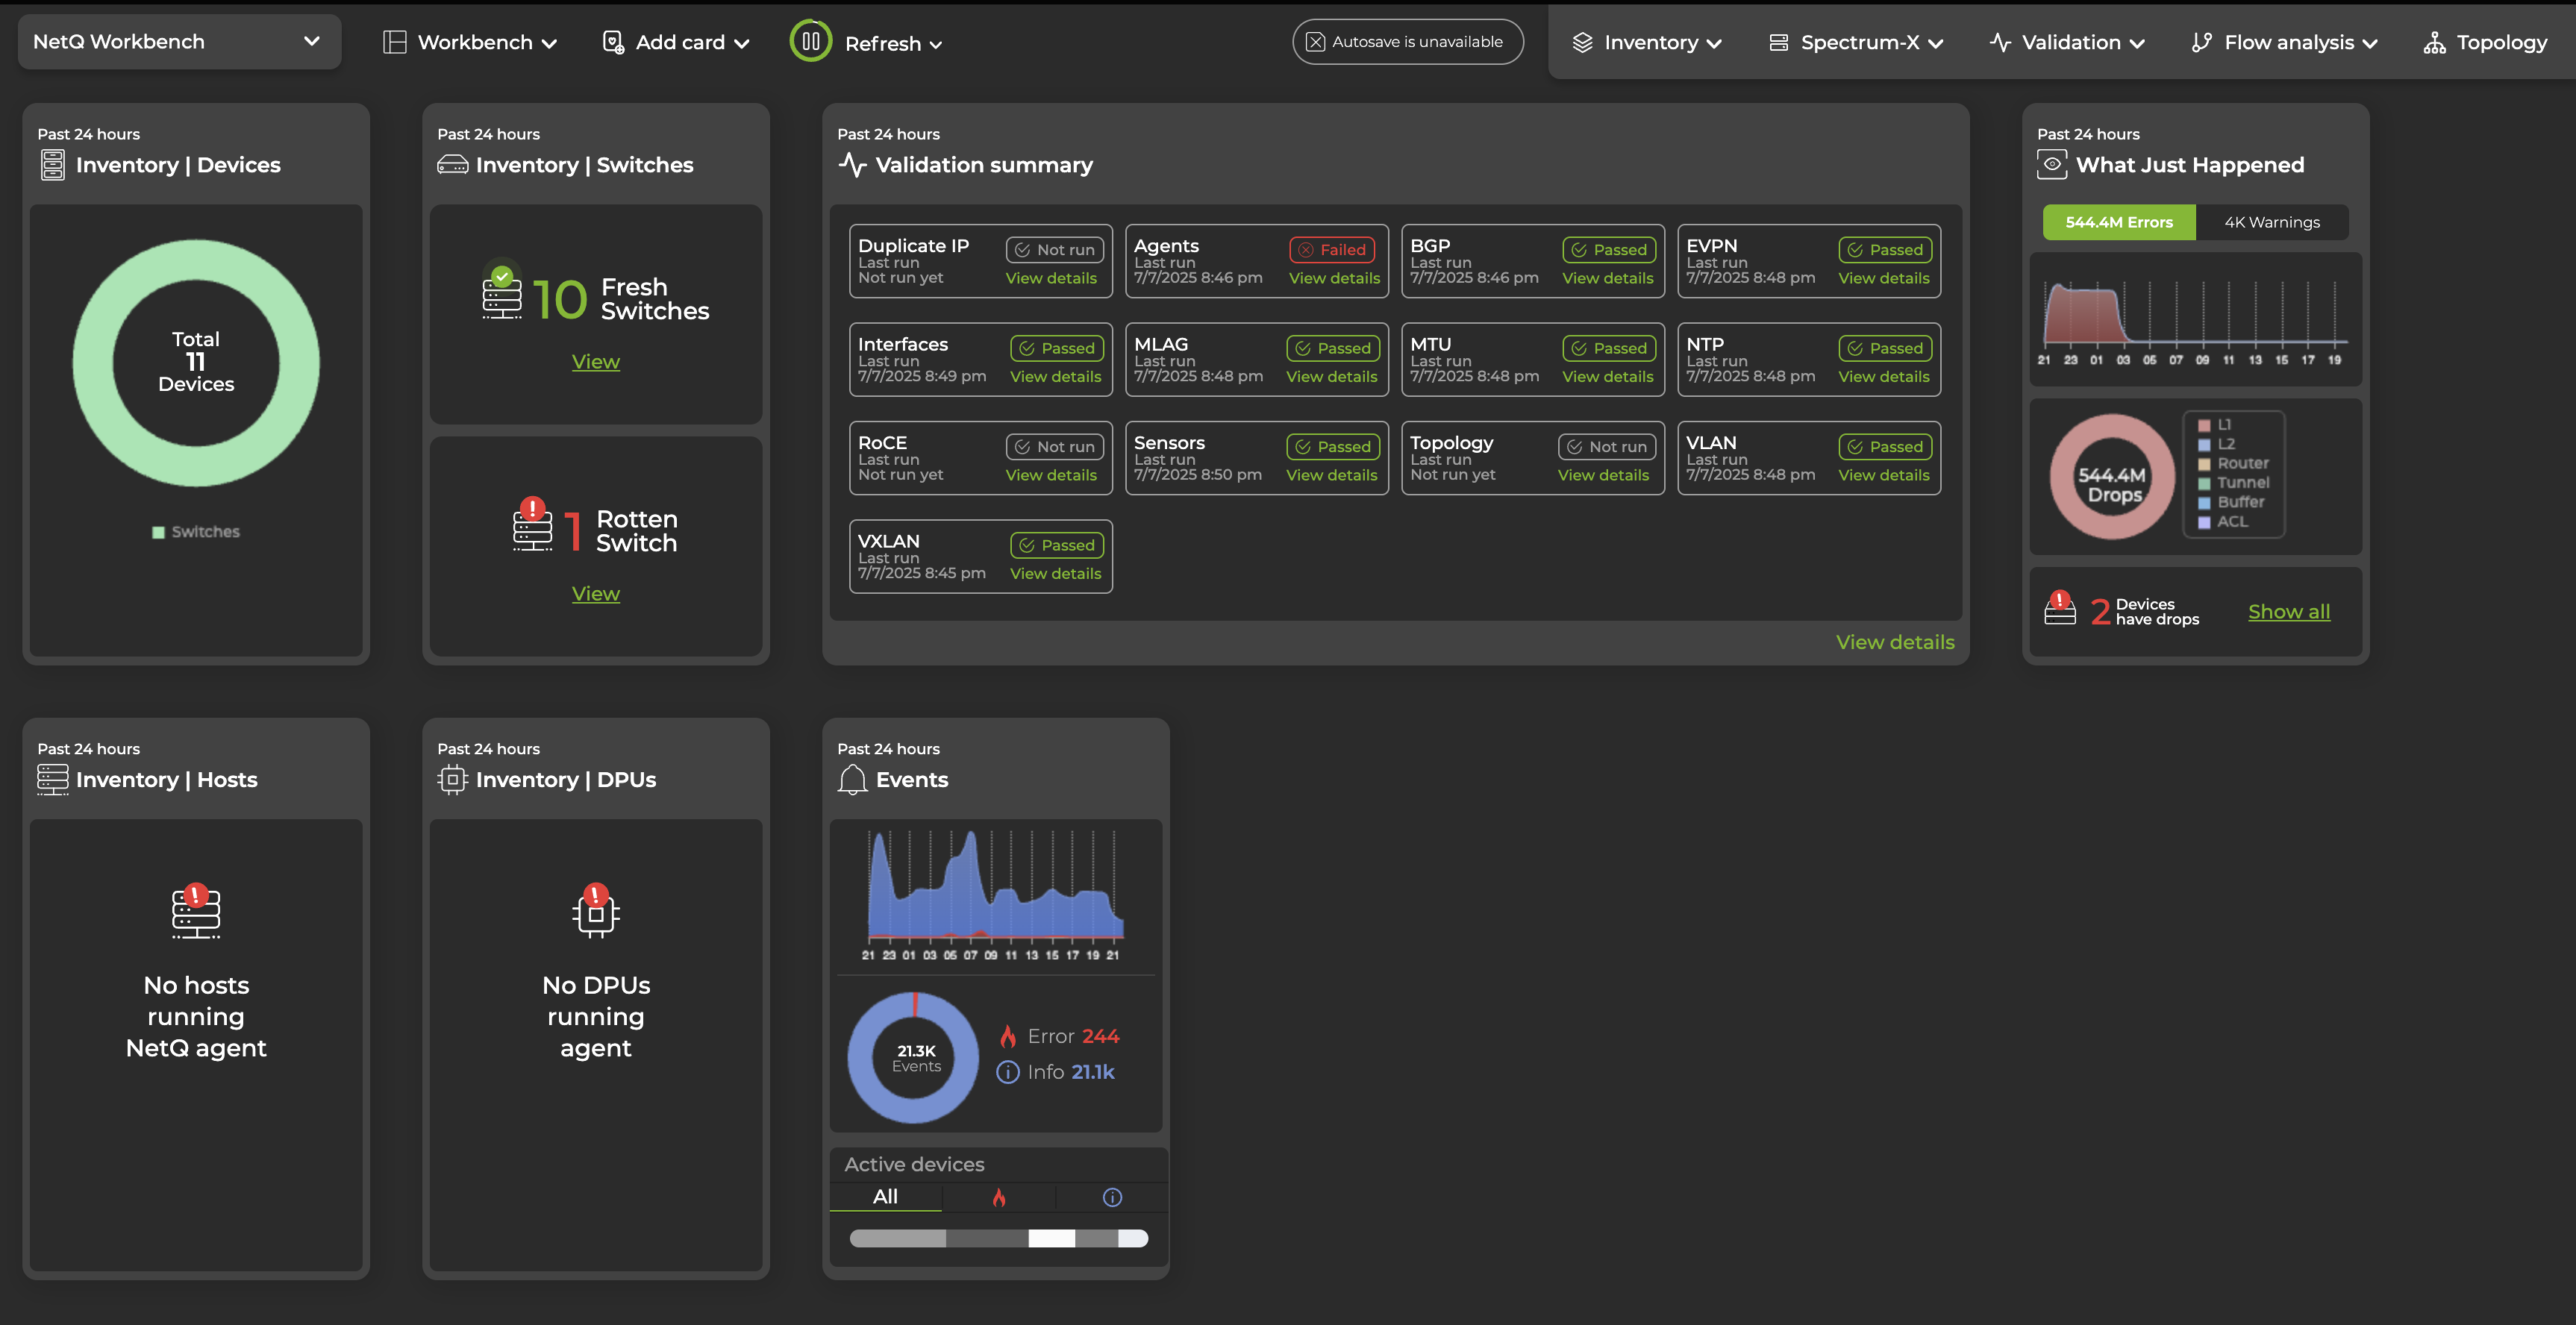 NetQ Workbench
Workbench
Add card
Refresh
Autosave is unavailable
Inventory
Spectrum-X
Validation
Flow analysis
Topology
Past 24 hours
Inventory | Devices
Total
11
Devices
Switches
Past 24 hours
Inventory | Switches
10 Fresh
Switches
View
1 Rotten
Switch
View
Past 24 hours
Validation summary
Duplicate IP
Last run
Not run yet
Not run
View details
Agents
Last run
7/7/2025 8:46 pm
Failed
View details
BGP
Last run
7/7/2025 8:46 pm
Passed
View details
EVPN
Last run
7/7/2025 8:48 pm
Passed
View details
Interfaces
Last run
7/7/2025 8:49 pm
Passed
View details
MLAG
Last run
7/7/2025 8:48 pm
Passed
View details
MTU
Last run
7/7/2025 8:48 pm
Passed
View details
NTP
Last run
7/7/2025 8:48 pm
Passed
View details
RoCE
Last run
Not run yet
Not run
View details
Sensors
Last run
7/7/2025 8:50 pm
Passed
View details
Topology
Last run
Not run yet
Not run
View details
VLAN
Last run
7/7/2025 8:48 pm
Passed
View details
VXLAN
Last run
7/7/2025 8:45 pm
Passed
View details
View details
Past 24 hours
What Just Happened
544.4M Errors
4K Warnings
21 23 01 03 05 07 09 11 13 15 17 19
544.4M
Drops
L1
L2
Router
Tunnel
Buffer
ACL
2 Devices
have drops
Show all
Past 24 hours
Inventory | Hosts
No hosts
running
NetQ agent
Past 24 hours
Inventory | DPUs
No DPUs
running
agent
Past 24 hours
Events
21 23 01 03 05 07 09 11 13 15 17 19 21
21.3K
Events
Error 244
Info 21.1k
Active devices
All